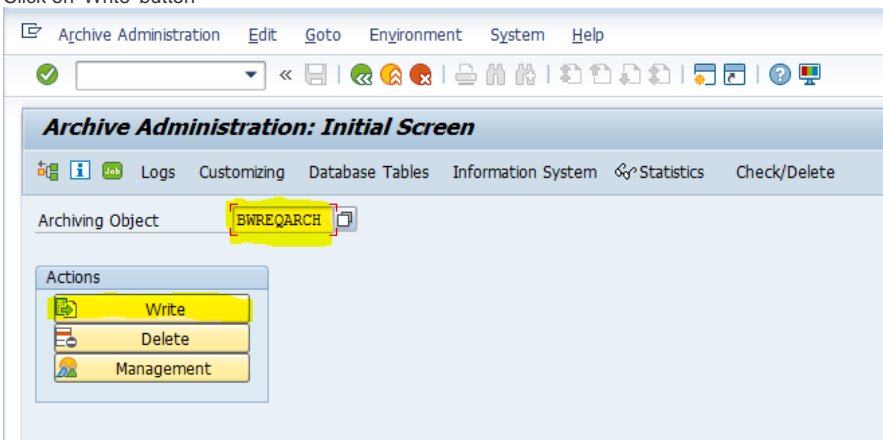 Click on 'Write' button
Archive Administration Edit Goto Environment System Help
Archive Administration: Initial Screen
Job Logs Customizing Database Tables Information System Statistics Check/Delete
Archiving Object BWREQARCH
Actions
Write
Delete
Management